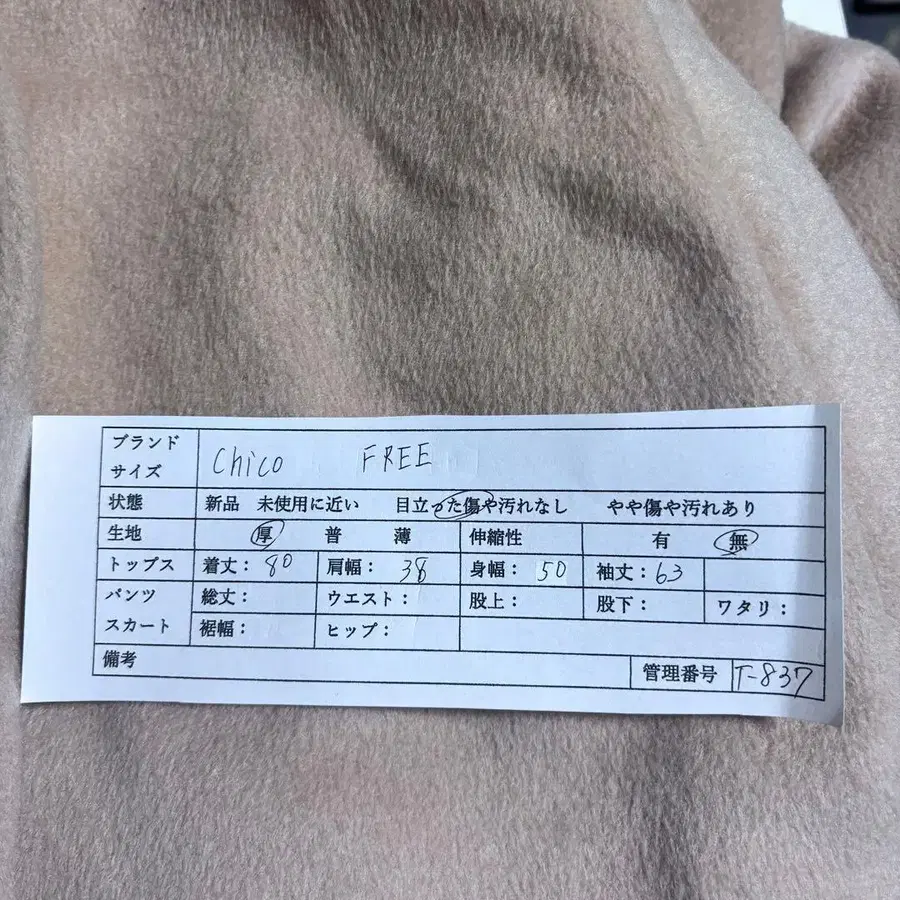 ブランド
サイズ Chico FREE
状態 新品 未使用に近い 目立った傷や汚れなし やや傷や汚れあり
生地 厚 普 薄 伸縮性 有 無
トップス 着丈:80 肩幅:38 身幅:50 袖丈:63
パンツ 総丈: ウエスト: 股上: 股下: ワタリ:
スカート 裾幅: ヒップ:
備考 管理番号 T-837